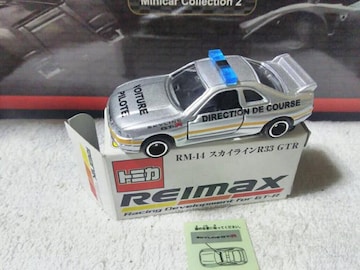 Minicar Collection 2
VOITURE
PILOTE
DIRECTION DE COURSE
RM-14 スカイラインR33 GTR
トミカ
REIMAX
Racing Development for GT-R